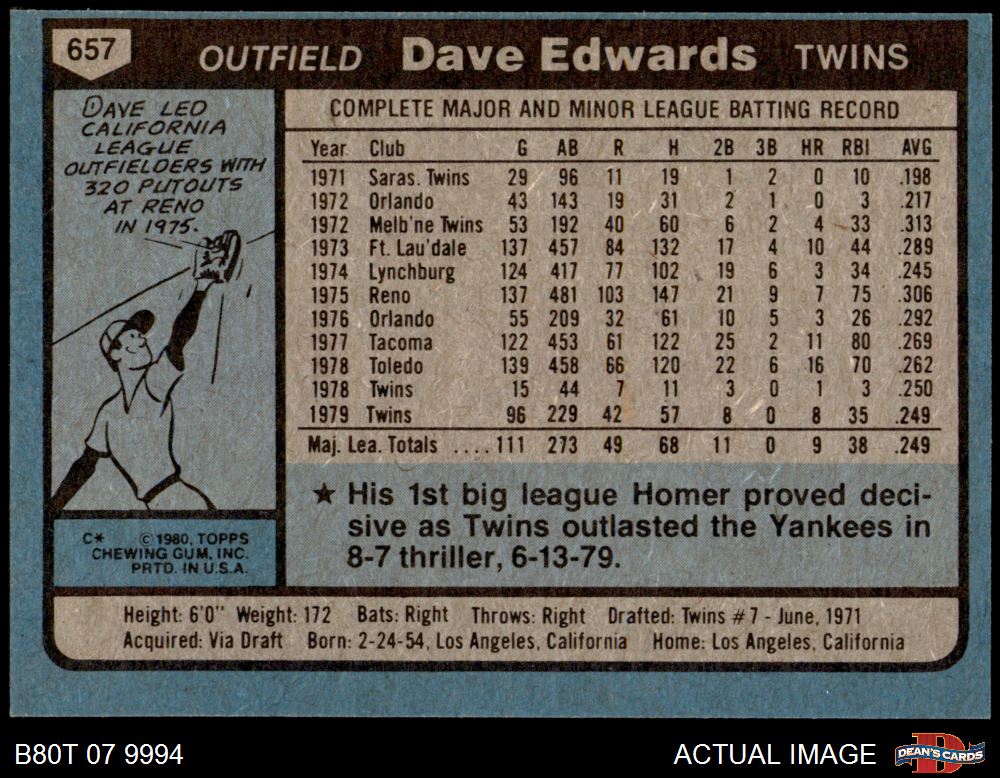 657 OUTFIELD Dave Edwards TWINS
DAVE LED
CALIFORNIA
LEAGUE
OUTFIELDERS WITH
320 PUTOUTS
AT RENO
IN 1975.
COMPLETE MAJOR AND MINOR LEAGUE BATTING RECORD
Year Club G AB R H 2B 3B HR RBI AVG
1971 Saras. Twins 29 96 11 19 1 2 0 10 .198
1972 Orlando 43 143 19 31 2 1 0 3 .217
1972 Melb'ne Twins 53 192 40 60 6 2 4 33 .313
1973 Ft. Lau'dale 137 457 84 132 17 4 10 44 .289
1974 Lynchburg 124 417 77 102 19 6 3 34 .245
1975 Reno 137 481 103 147 21 9 7 75 .306
1976 Orlando 55 209 32 61 10 5 3 26 .292
1977 Tacoma 122 453 61 122 25 2 11 80 .269
1978 Toledo 139 458 66 120 22 6 16 70 .262
1978 Twins 15 44 7 11 3 0 1 3 .250
1979 Twins 96 229 42 57 8 0 8 35 .249
Maj. Lea. Totals .... 111 273 49 68 11 0 9 38 .249
★ His 1st big league Homer proved deci-
sive as Twins outlasted the Yankees in
8-7 thriller, 6-13-79.
C* © 1980, TOPPS
CHEWING GUM, INC.
PRTD. IN U.S.A.
Height: 6'0" Weight: 172 Bats: Right Throws: Right Drafted: Twins #7 - June, 1971
Acquired: Via Draft Born: 2-24-54, Los Angeles, California Home: Los Angeles, California
B80T 07 9994 ACTUAL IMAGE DEAN'S CARDS